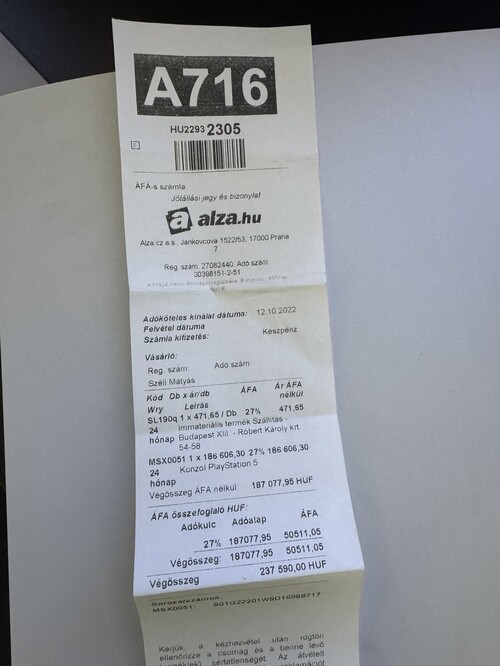 A716
HU2293 2305
ÁFÁ-s számla
Jótállási jegy és bizonylat
a alza.hu
Alza cz a.s., Jankovcova 1522/53, 17000 Praha
7
Reg. szám: 27082440, Adó szám:
30398151-2-51
Adóköteles kínálat dátuma: 12.10.2022
Felvétel dátuma
Számla kifizetés: Készpénz
Vásárló:
Reg. szám: Adó szám:
Széll Mátyás
Kód Db x ár/db ÁFA Ár ÁFA
Wry Leírás nélkül
SL190q 1 x 471,65 / Db 27% 471,65
24 Immateriális termék Szállítás -
hónap Budapest XIII. - Róbert Károly krt.
54-58
MSX0051 1 x 186 606,30 27% 186 606,30
24 Konzol PlayStation 5
hónap
Végösszeg ÁFA nélkül: 187 077,95 HUF
ÁFA összefoglaló HUF:
Adókulc Adóalap ÁFA
27% 187077,95 50511,05
Végösszeg: 187077,95 50511,05
Végösszeg 237 590,00 HUF
Sorozatszámok:
MSX0051:
Kérjük, a kézhezvétel után rögtön
ellenőrizze a csomag és a benne lévő
sértetlenségét. Az átvételt